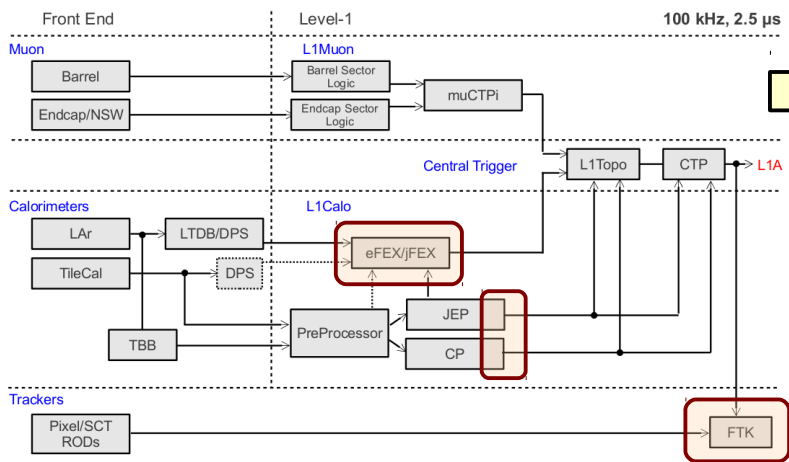 Front End
Level-1
100 kHz, 2.5 µs
Muon
L1Muon
Barrel
Barrel Sector
Logic
muCTPi
Endcap/NSW
Endcap Sector
Logic
Central Trigger
L1Topo
CTP
L1A
Calorimeters
L1Calo
LAr
LTDB/DPS
eFEX/jFEX
TileCal
DPS
JEP
PreProcessor
TBB
CP
Trackers
Pixel/SCT
RODs
FTK